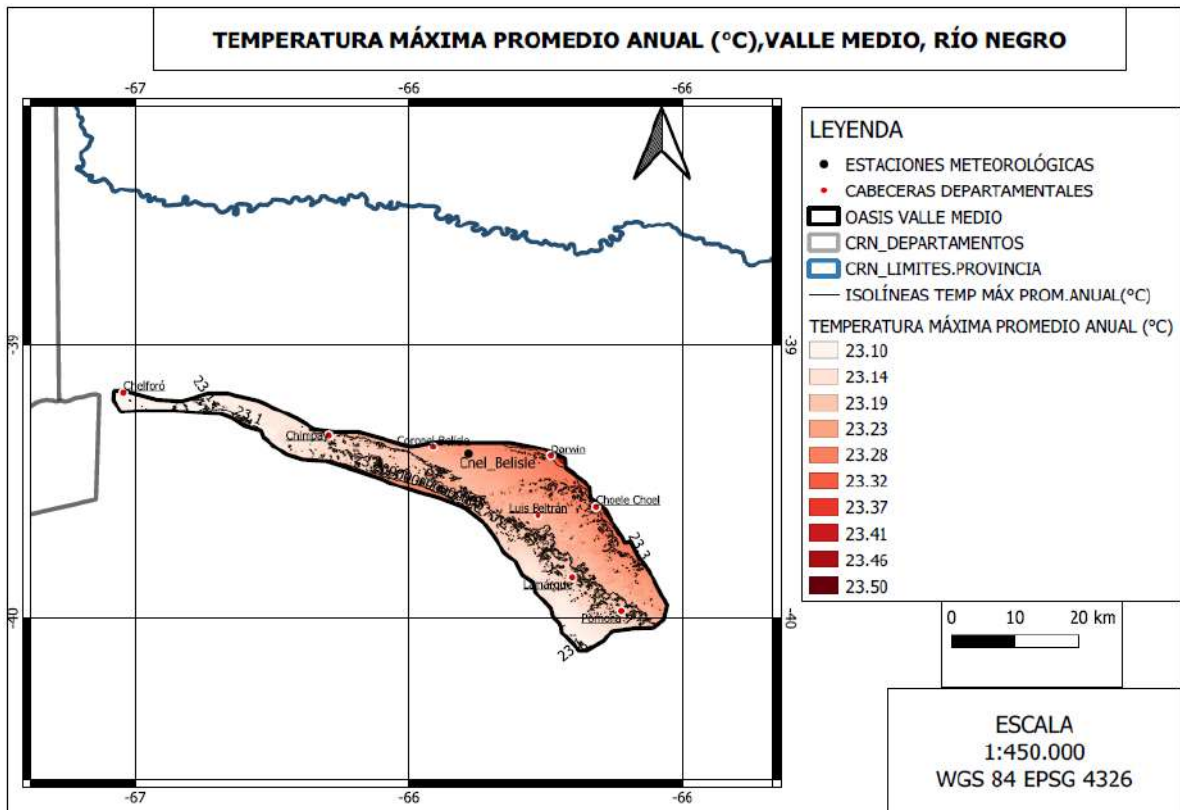 TEMPERATURA MÁXIMA PROMEDIO ANUAL (°C),VALLE MEDIO, RÍO NEGRO
-67 -66 -66
LEYENDA
ESTACIONES METEOROLÓGICAS
CABECERAS DEPARTAMENTALES
OASIS VALLE MEDIO
CRN_DEPARTAMENTOS
CRN_LIMITES.PROVINCIA
ISOLÍNEAS TEMP MÁX PROM.ANUAL(°C)
TEMPERATURA MÁXIMA PROMEDIO ANUAL (°C)
23.10
23.14
23.19
23.23
23.28
23.32
23.37
23.41
23.46
23.50
-39 -39
Chelforó
23.1
Chimpay
Coronel Belisle
Cnel_Belisle
Darwin
Choele Choel
Luis Beltrán
23.3
Lamarque
Pomona
-40 -40
0 10 20 km
ESCALA
1:450.000
WGS 84 EPSG 4326
-67 -66 -66